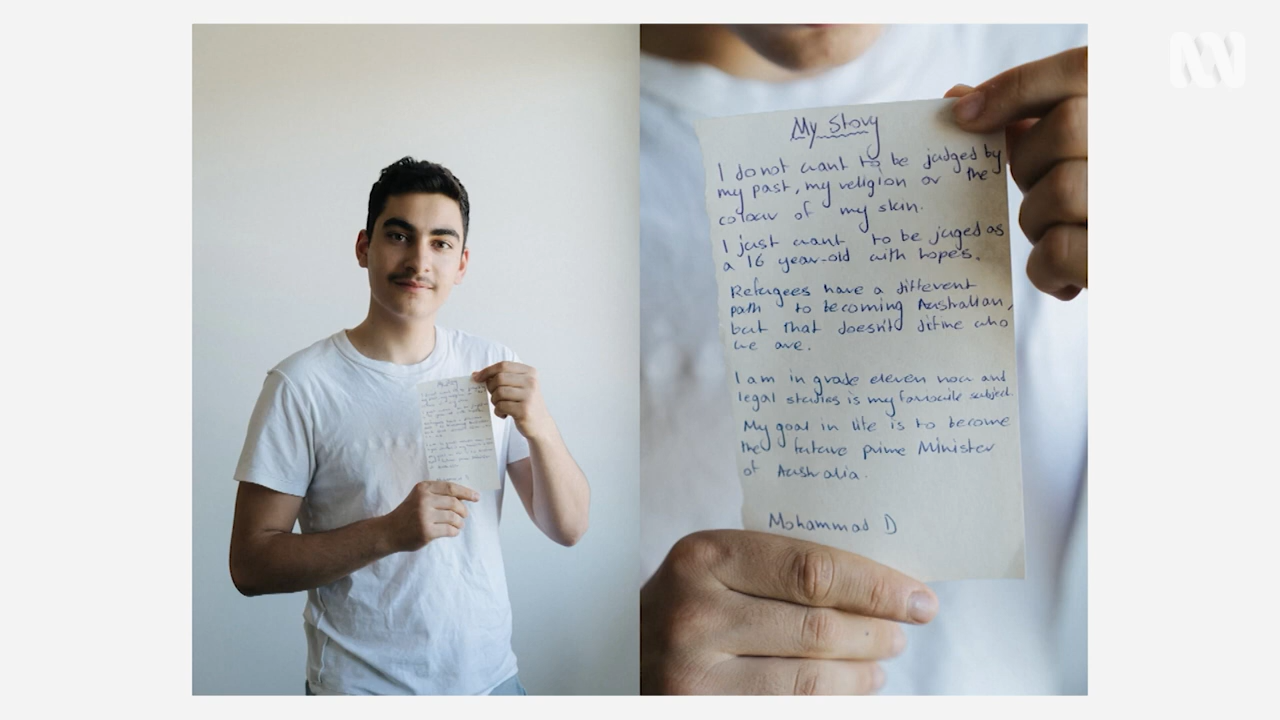 My Story
I do not want to be judged by
my past, my religion or the
colour of my skin.
I just want to be juged as
a 16 year-old with hopes.
Refugees have a different
path to becoming Australian,
but that doesn't difine who
we are.
I am in grade eleven now and
legal studies is my favourite subject.
My goal in life is to become
the future prime Minister
of Australia.
Mohammad D